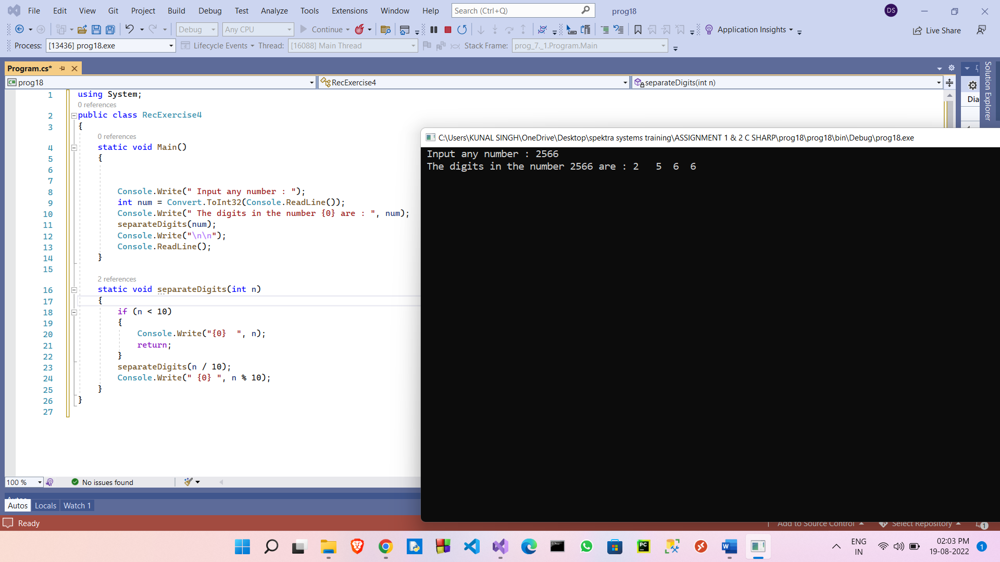 File Edit View Git Project Build Debug Test Analyze Tools Extensions Window Help Search (Ctrl+Q) prog18 DS
Debug Any CPU Continue Application Insights Live Share
Process: [13436] prog18.exe Lifecycle Events Thread: [16088] Main Thread Stack Frame: prog_7._1.Program.Main
Program.cs*
C# prog18 RecExercise4 separateDigits(int n)
Solution Explorer
Dia
1 using System;
0 references
2 public class RecExercise4
3 {
0 references
4 static void Main()
5 {
6
7
8 Console.Write(" Input any number : ");
9 int num = Convert.ToInt32(Console.ReadLine());
10 Console.Write(" The digits in the number {0} are : ", num);
11 separateDigits(num);
12 Console.Write("\n\n");
13 Console.ReadLine();
14 }
15
2 references
16 static void separateDigits(int n)
17 {
18 if (n < 10)
19 {
20 Console.Write("{0}  ", n);
21 return;
22 }
23 separateDigits(n / 10);
24 Console.Write(" {0} ", n % 10);
25 }
26 }
27
C:\Users\KUNAL SINGH\OneDrive\Desktop\spektra systems training\ASSIGNMENT 1 & 2 C SHARP\prog18\prog18\bin\Debug\prog18.exe
Input any number : 2566
The digits in the number 2566 are : 2   5  6  6
100 % No issues found
Autos
Autos Locals Watch 1
Ready Add to Source Control Select Repository 1
PC
ENG
IN
02:03 PM
19-08-2022
1